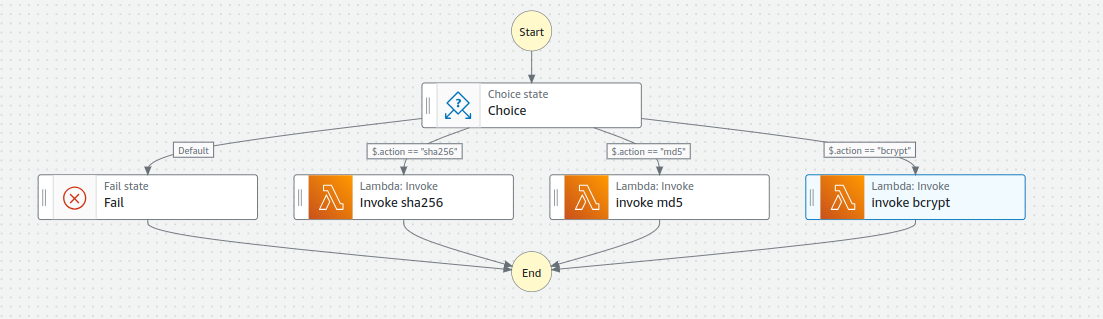 Start
Choice state
Choice
Default
$.action == "sha256"
$.action == "md5"
$.action == "bcrypt"
Fail state
Fail
Lambda: Invoke
Invoke sha256
Lambda: Invoke
invoke md5
Lambda: Invoke
invoke bcrypt
End